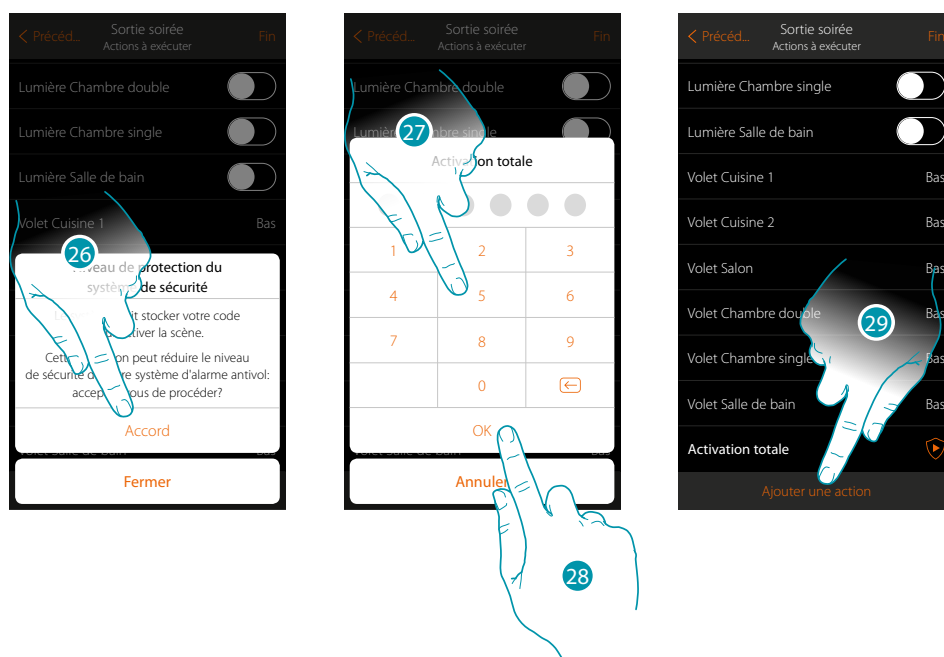 < Précéd...
Sortie soirée
Fin
Actions à exécuter
Lumière Chambre double
Lumière Chambre single
Lumière Salle de bain
Volet Cuisine 1 Bas
26
de protection du
de sécurité
stocker votre code
la scène.
peut réduire le niveau
de sécurité système d'alarme antivol:
de procéder?
Accord
Fermer
< Précéd...
Sortie soirée
Fin
Actions à exécuter
Lumière Chambre double
27
Activation totale
1 2 3
4 5 6
7 8 9
0
OK
Annuler
28
< Précéd...
Sortie soirée
Fin
Actions à exécuter
Lumière Chambre single
Lumière Salle de bain
Volet Cuisine 1 Bas
Volet Cuisine 2 Bas
Volet Salon Bas
Volet Chambre double Bas
29
Volet Chambre single Bas
Volet Salle de bain Bas
Activation totale
Ajouter une action